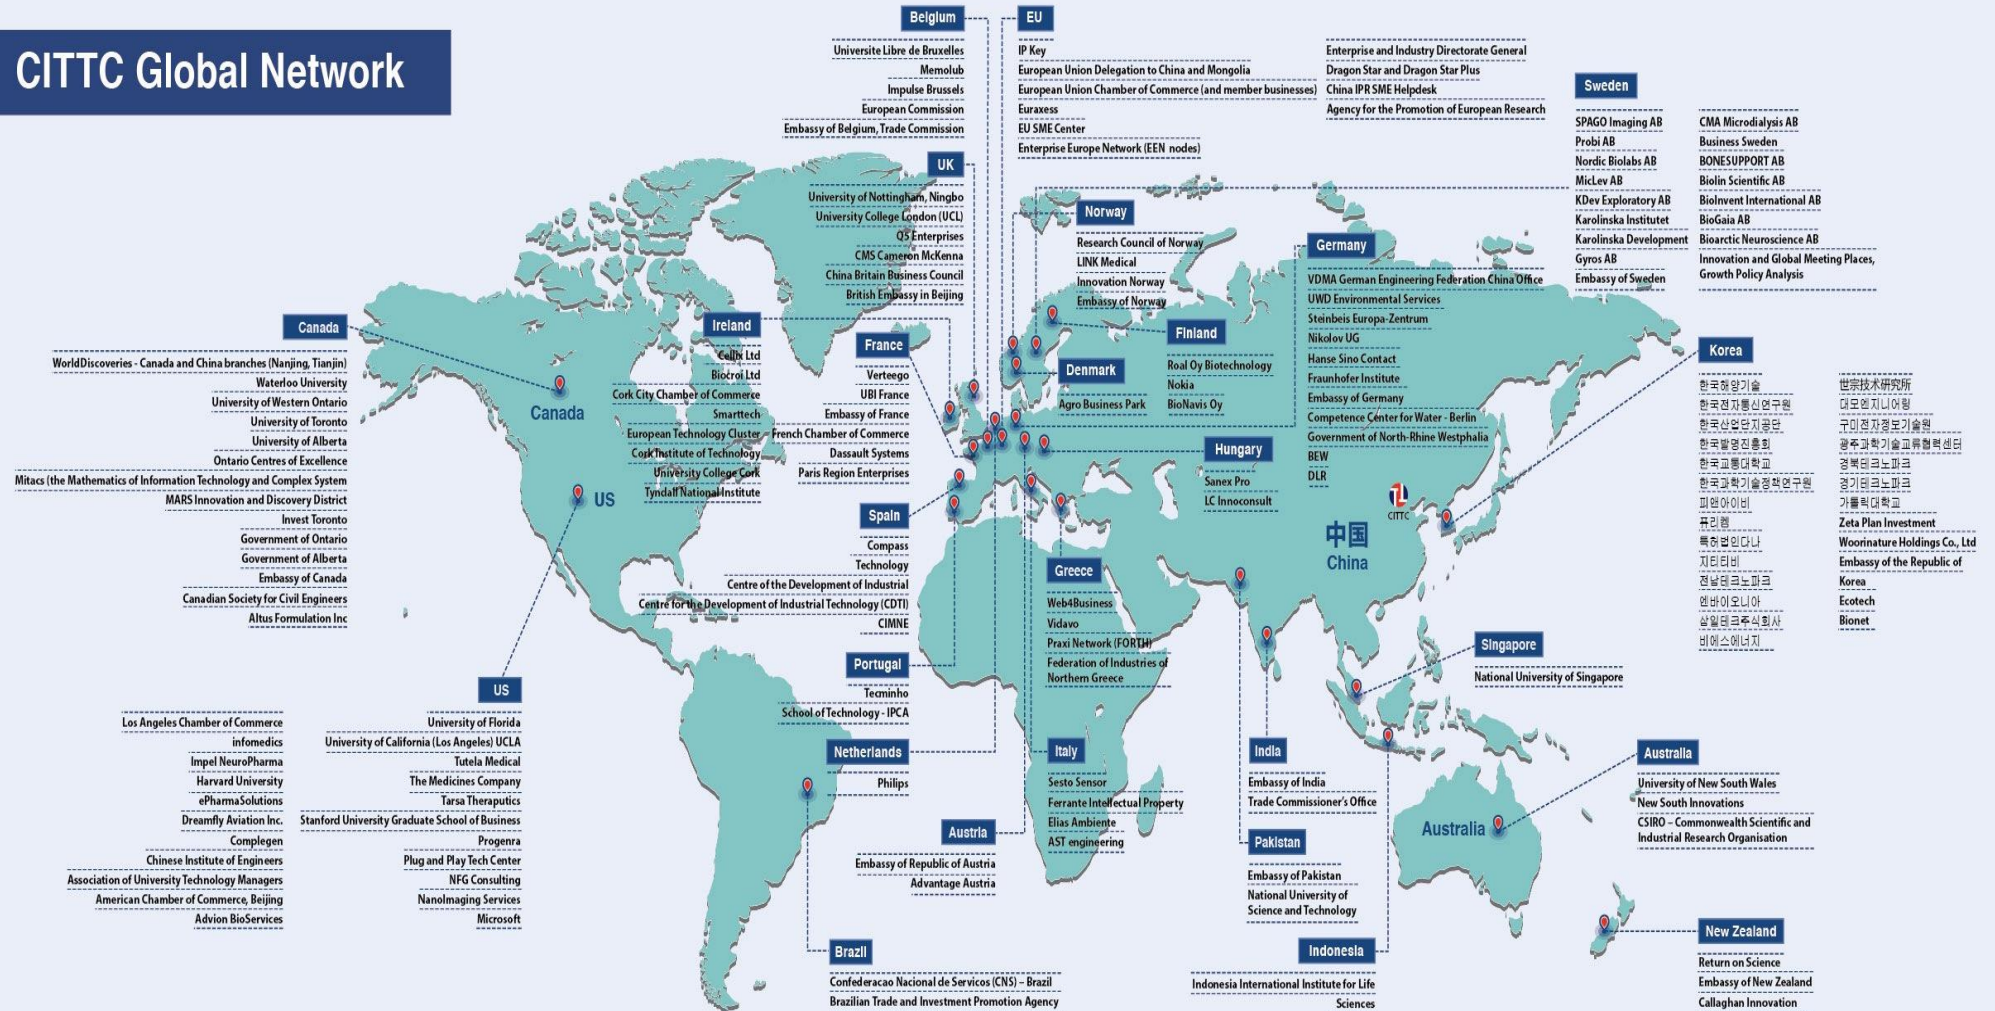 CITTC Global Network
Belgium
Universite Libre de Bruxelles
Memolub
Impulse Brussels
European Commission
Embassy of Belgium, Trade Commission
EU
IP Key
European Union Delegation to China and Mongolia
European Union Chamber of Commerce (and member businesses)
Euraxess
EU SME Center
Enterprise Europe Network (EEN nodes)
Enterprise and Industry Directorate General
Dragon Star and Dragon Star Plus
China IPR SME Helpdesk
Agency for the Promotion of European Research
Sweden
SPAGO Imaging AB
Probi AB
Nordic Biolabs AB
MicLev AB
KDev Exploratory AB
Karolinska Institutet
Karolinska Development
Gyros AB
Embassy of Sweden
CMA Microdialysis AB
Business Sweden
BONESUPPORT AB
Biolin Scientific AB
BioInvent International AB
BioGaia AB
Bioarctic Neuroscience AB
Innovation and Global Meeting Places,
Growth Policy Analysis
UK
University of Nottingham, Ningbo
University College London (UCL)
Q5 Enterprises
CMS Cameron McKenna
China Britain Business Council
British Embassy in Beijing
Norway
Research Council of Norway
LINK Medical
Innovation Norway
Embassy of Norway
Germany
VDMA German Engineering Federation China Office
UWD Environmental Services
Steinbeis Europa-Zentrum
Nikolov UG
Hanse Sino Contact
Fraunhofer Institute
Embassy of Germany
Competence Center for Water - Berlin
Government of North-Rhine Westphalia
BEW
DLR
Canada
WorldDiscoveries - Canada and China branches (Nanjing, Tianjin)
Waterloo University
University of Western Ontario
University of Toronto
University of Alberta
Ontario Centres of Excellence
Mitacs (the Mathematics of Information Technology and Complex System
MARS Innovation and Discovery District
Invest Toronto
Government of Ontario
Government of Alberta
Embassy of Canada
Canadian Society for Civil Engineers
Altus Formulation Inc
Canada
US
Ireland
Cellix Ltd
Biocroi Ltd
Cork City Chamber of Commerce
Smarttech
European Technology Cluster
Cork Institute of Technology
University College Cork
Tyndall National Institute
France
Verteego
UBI France
Embassy of France
French Chamber of Commerce
Dassault Systems
Paris Region Enterprises
Finland
Roal Oy Biotechnology
Nokia
BioNavis Oy
Denmark
Agro Business Park
Hungary
Sanex Pro
LC Innoconsult
CITTC
中国
China
Korea
한국해양기술
한국전자통신연구원
한국산업단지공단
한국발명진흥회
한국교통대학교
한국과학기술정책연구원
피앤아이비
퓨리켐
특허법인다나
지티티비
전남테크노파크
엔바이오니아
삼일테크주식회사
비에스에너지
世宗技术研究所
대모엔지니어링
구미전자정보기술원
광주과학기술교류협력센터
경북테크노파크
경기테크노파크
가톨릭대학교
Zeta Plan Investment
Woorinature Holdings Co., Ltd
Embassy of the Republic of
Korea
Ecotech
Bionet
Spain
Compass
Technology
Centre of the Development of Industrial
Centre for the Development of Industrial Technology (CDTI)
CIMNE
Greece
Web4Business
Vidavo
Praxi Network (FORTH)
Federation of Industries of
Northern Greece
Portugal
Tecminho
School of Technology - IPCA
Singapore
National University of Singapore
US
Los Angeles Chamber of Commerce
infomedics
Impel NeuroPharma
Harvard University
ePharmaSolutions
Dreamfly Aviation Inc.
Complegen
Chinese Institute of Engineers
Association of University Technology Managers
American Chamber of Commerce, Beijing
Advion BioServices
University of Florida
University of California (Los Angeles) UCLA
Tutela Medical
The Medicines Company
Tarsa Theraputics
Stanford University Graduate School of Business
Progenra
Plug and Play Tech Center
NFG Consulting
NanoImaging Services
Microsoft
Netherlands
Philips
Italy
Sesto Sensor
Ferrante Intellectual Property
Elias Ambiente
AST engineering
India
Embassy of India
Trade Commissioner's Office
Australia
Australia
University of New South Wales
New South Innovations
CSIRO – Commonwealth Scientific and
Industrial Research Organisation
Austria
Embassy of Republic of Austria
Advantage Austria
Pakistan
Embassy of Pakistan
National University of
Science and Technology
Brazil
Confederacao Nacional de Servicos (CNS) – Brazil
Brazilian Trade and Investment Promotion Agency
Indonesia
Indonesia International Institute for Life
Sciences
New Zealand
Return on Science
Embassy of New Zealand
Callaghan Innovation